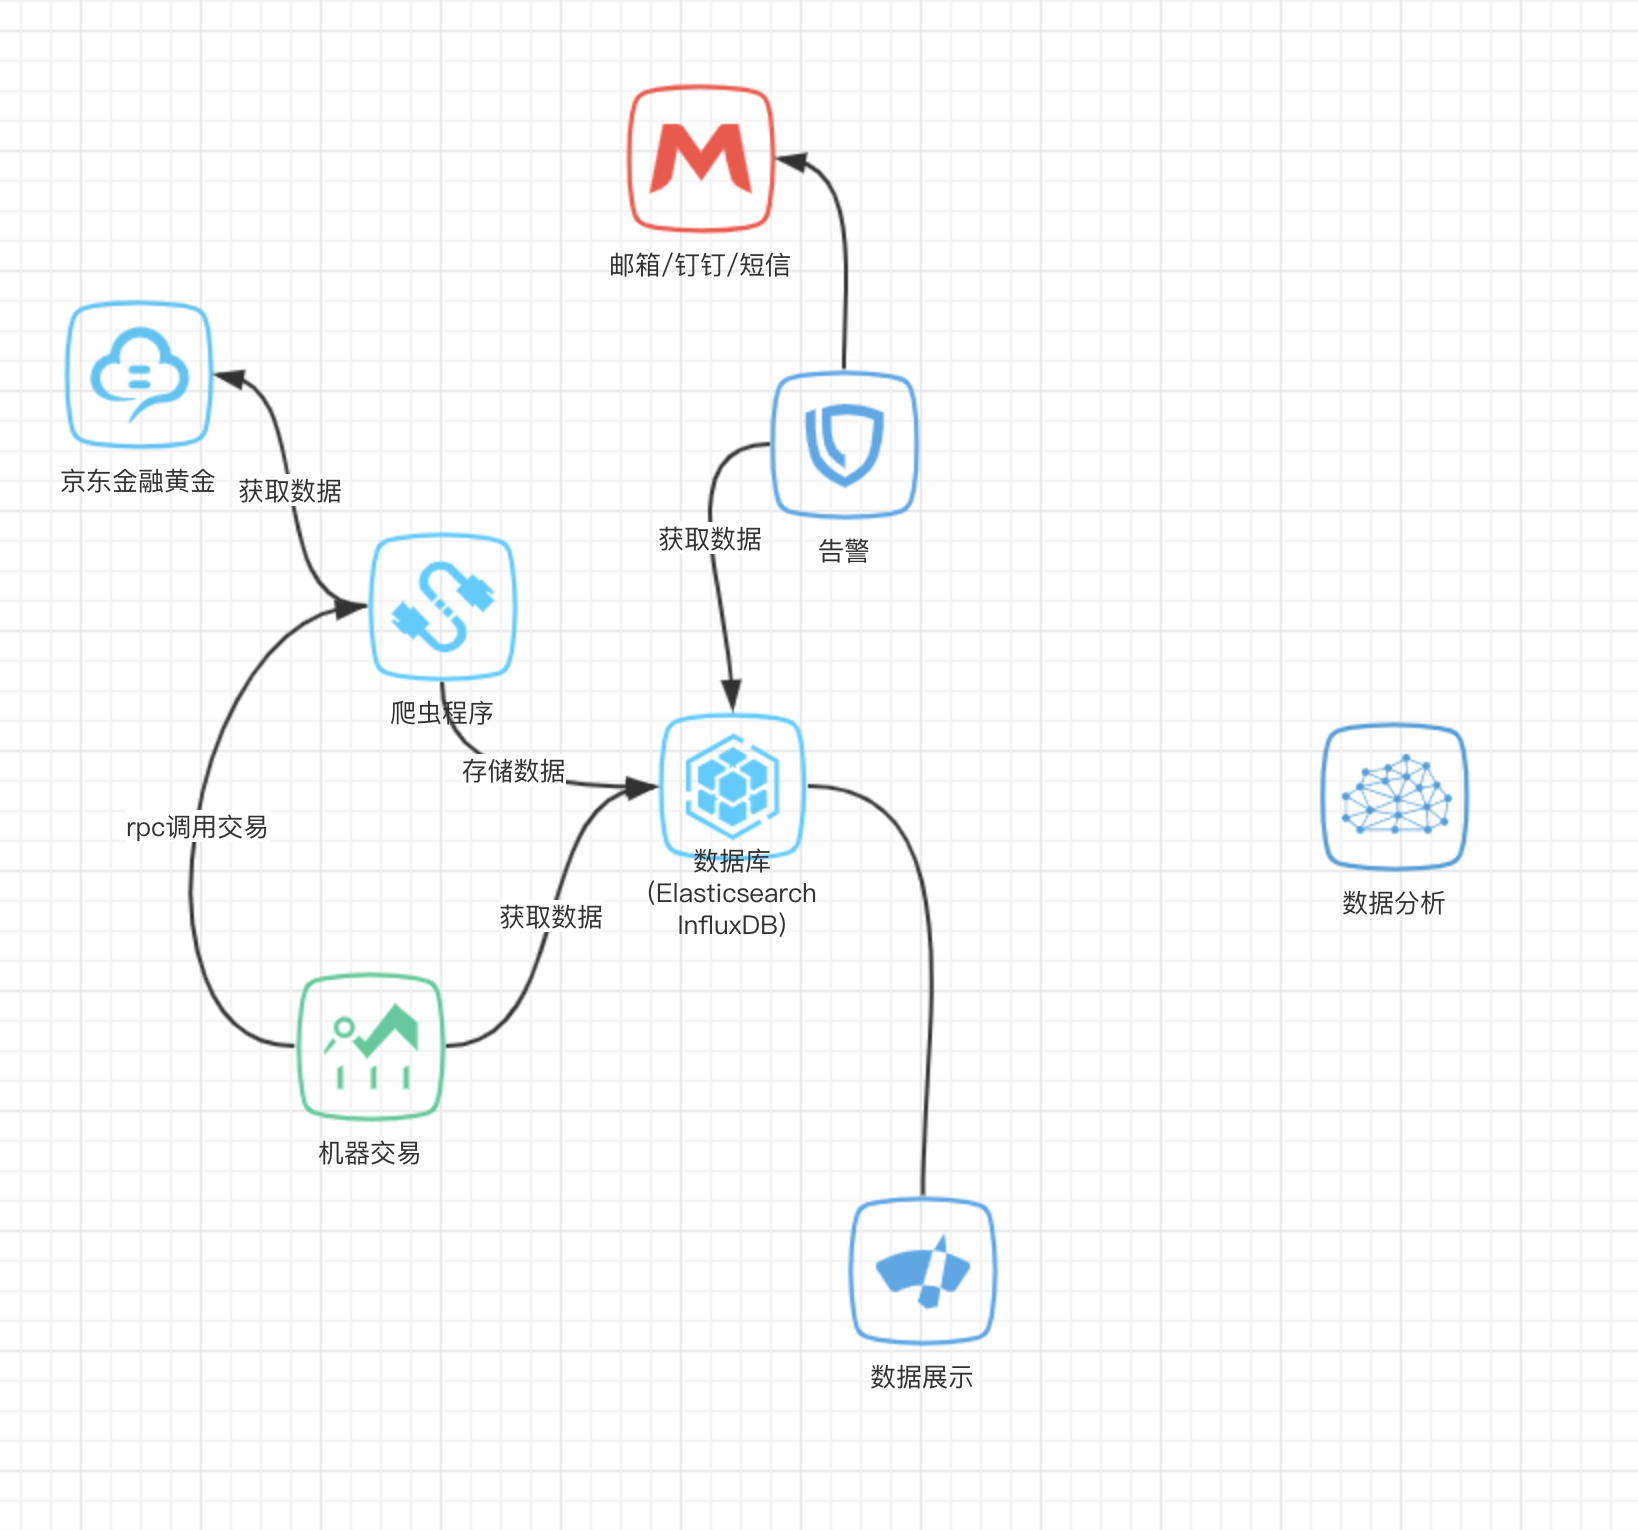 邮箱/钉钉/短信
京东金融黄金
获取数据
获取数据
告警
爬虫程序
存储数据
rpc调用交易
数据库
(Elasticsearch
InfluxDB)
获取数据
数据分析
机器交易
数据展示